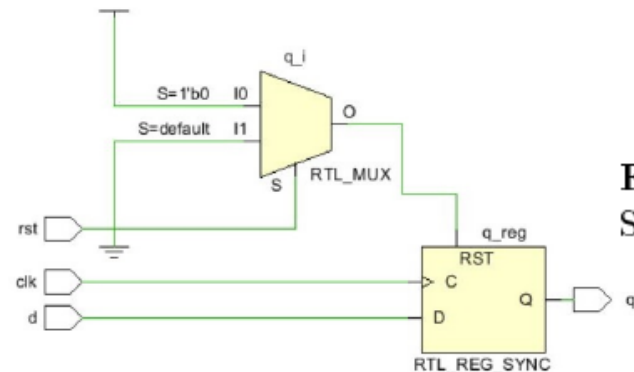 q_i
S=1'b0 I0
O
S=default I1
S RTL_MUX
rst
q_reg
RST
clk
C
Q
q
d
D
RTL_REG_SYNC
S